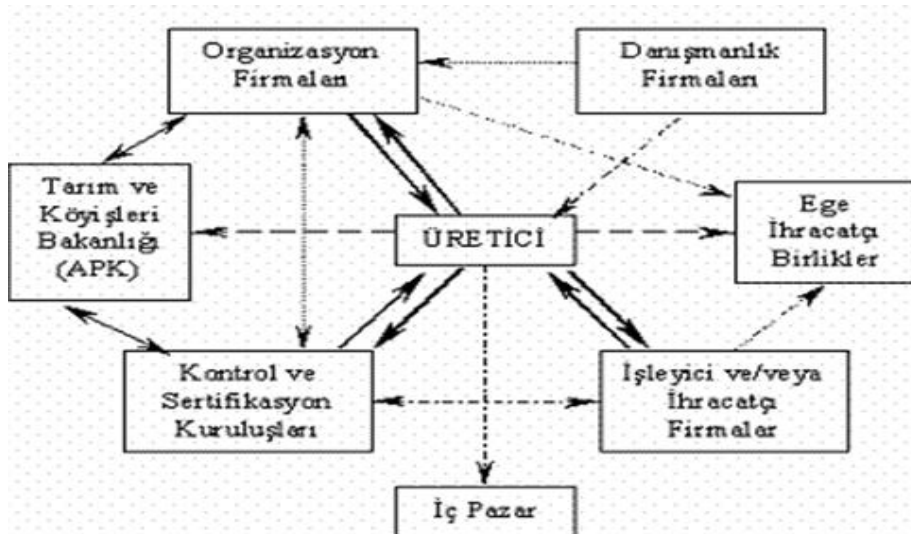 Organizasyon
Firmaları
Danışmanlık
Firmaları
Tarım ve
Köyişleri
Bakanlığı
(APK)
ÜRETİCİ
Ege
İhracatçı
Birlikler
Kontrol ve
Sertifikasyon
Kuruluşları
İşleyici ve/veya
İhracatçı
Firmalar
İç Pazar